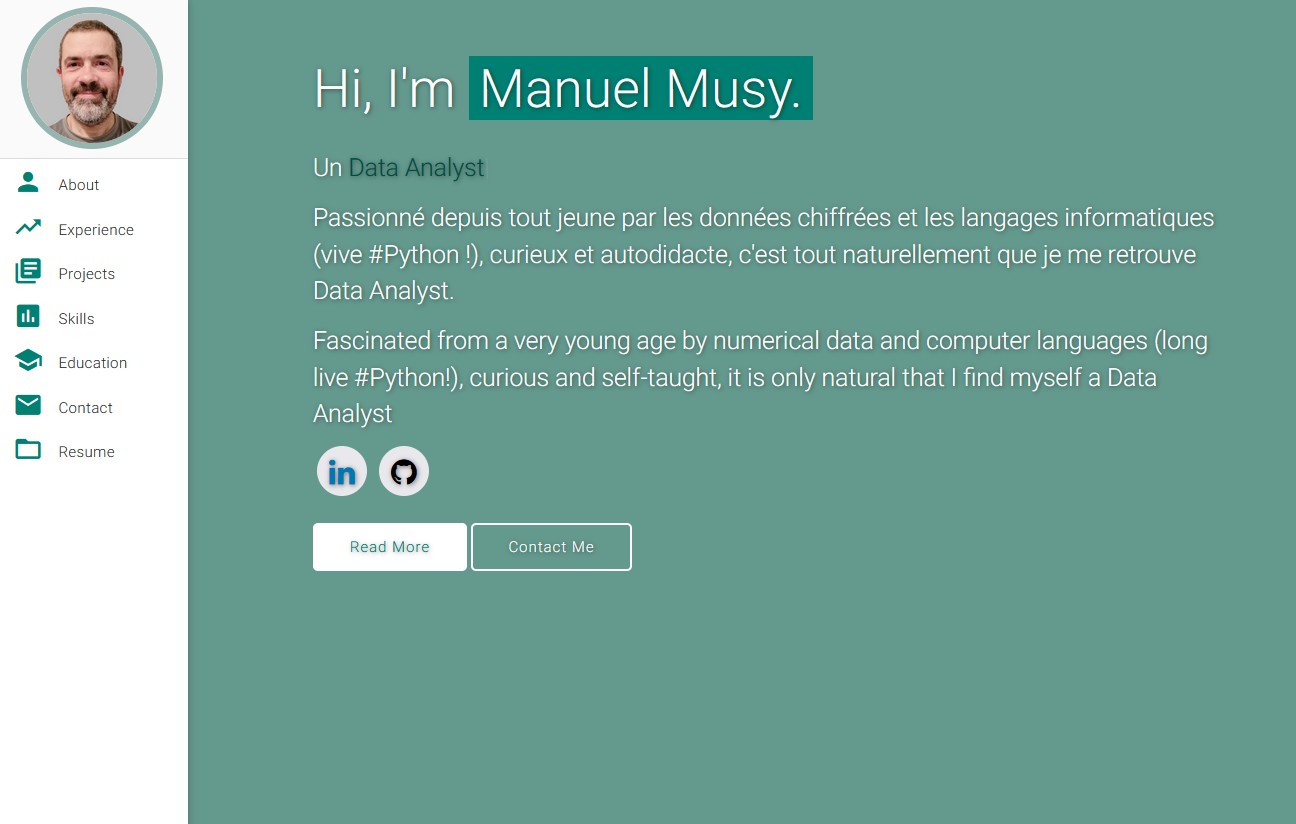 About
Experience
Projects
Skills
Education
Contact
Resume
Hi, I'm Manuel Musy.
Un Data Analyst
Passionné depuis tout jeune par les données chiffrées et les langages informatiques
(vive #Python !), curieux et autodidacte, c'est tout naturellement que je me retrouve
Data Analyst.
Fascinated from a very young age by numerical data and computer languages (long
live #Python!), curious and self-taught, it is only natural that I find myself a Data
Analyst
in
Read More
Contact Me